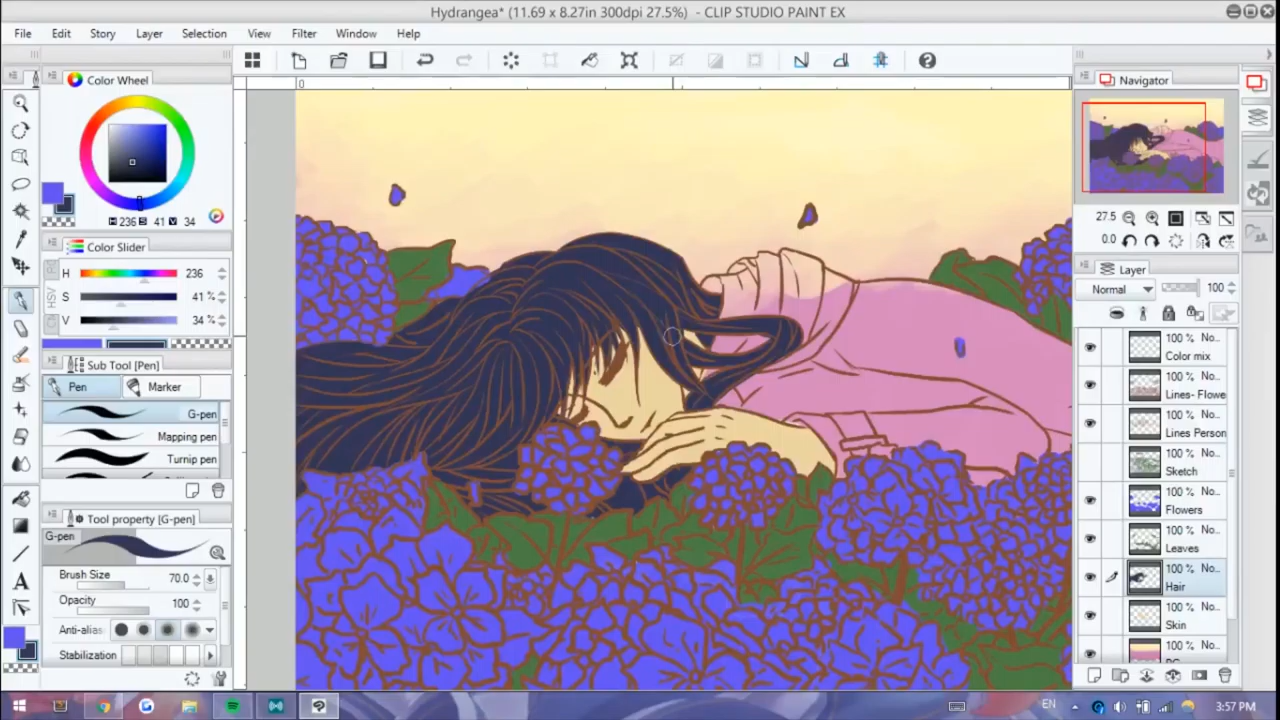 Hydrangea* (11.69 x 8.27in 300dpi 27.5%) - CLIP STUDIO PAINT EX
File Edit Story Layer Selection View Filter Window Help
Color Wheel
H 236 S 41 V 34
Color Slider
HSV
H 236
S 41 %
V 34 %
Sub Tool [Pen]
Pen Marker
G-pen
Mapping pen
Turnip pen
Tool property [G-pen]
G-pen
Brush Size 70.0
Opacity 100
Anti-alias
Stabilization
0
Navigator
27.5
0.0
Layer
Normal 100
100 % No...
Color mix
100 % No...
Lines- Flowe
100 % No...
Lines Person
100 % No...
Sketch
100 % No...
Flowers
100 % No...
Leaves
100 % No...
Hair
100 % No...
Skin
100 % No...
EN 3:57 PM